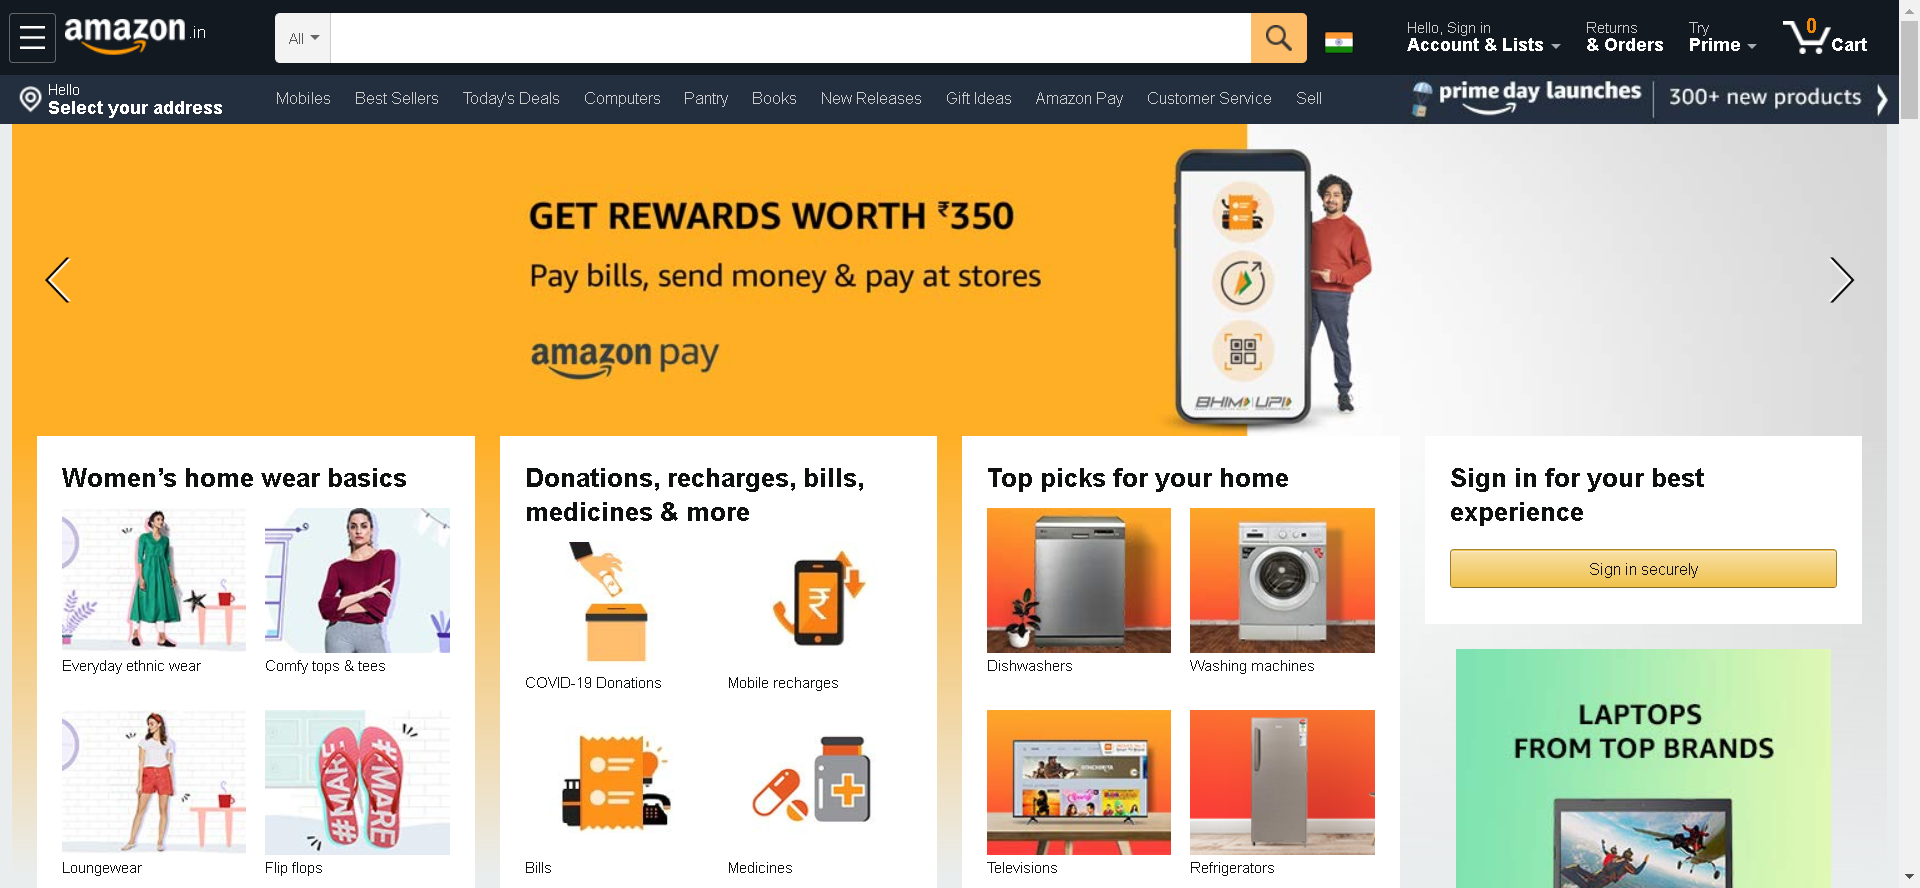 amazon.in
All
Hello, Sign in
Account & Lists
Returns
& Orders
Try
Prime
0
Cart
Hello
Select your address
Mobiles
Best Sellers
Today's Deals
Computers
Pantry
Books
New Releases
Gift Ideas
Amazon Pay
Customer Service
Sell
prime day launches
300+ new products
GET REWARDS WORTH ₹350
Pay bills, send money & pay at stores
amazon pay
BHIM UPI
Women’s home wear basics
Everyday ethnic wear
Comfy tops & tees
#MAKE
#MARE
Loungewear
Flip flops
Donations, recharges, bills,
medicines & more
COVID-19 Donations
Mobile recharges
Bills
Medicines
Top picks for your home
Dishwashers
Washing machines
Televisions
Refrigerators
Sign in for your best
experience
Sign in securely
LAPTOPS
FROM TOP BRANDS